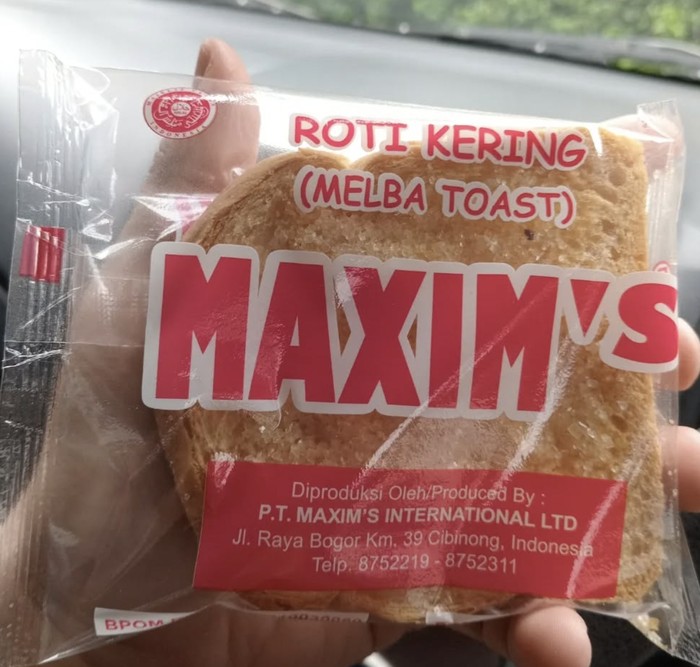 INDONESIA
ROTI KERING
(MELBA TOAST)
MAXIM'S
Diproduksi Oleh/Produced By :
P.T. MAXIM'S INTERNATIONAL LTD
Jl. Raya Bogor Km. 39 Cibinong, Indonesia
Telp. 8752219 - 8752311
BPOM